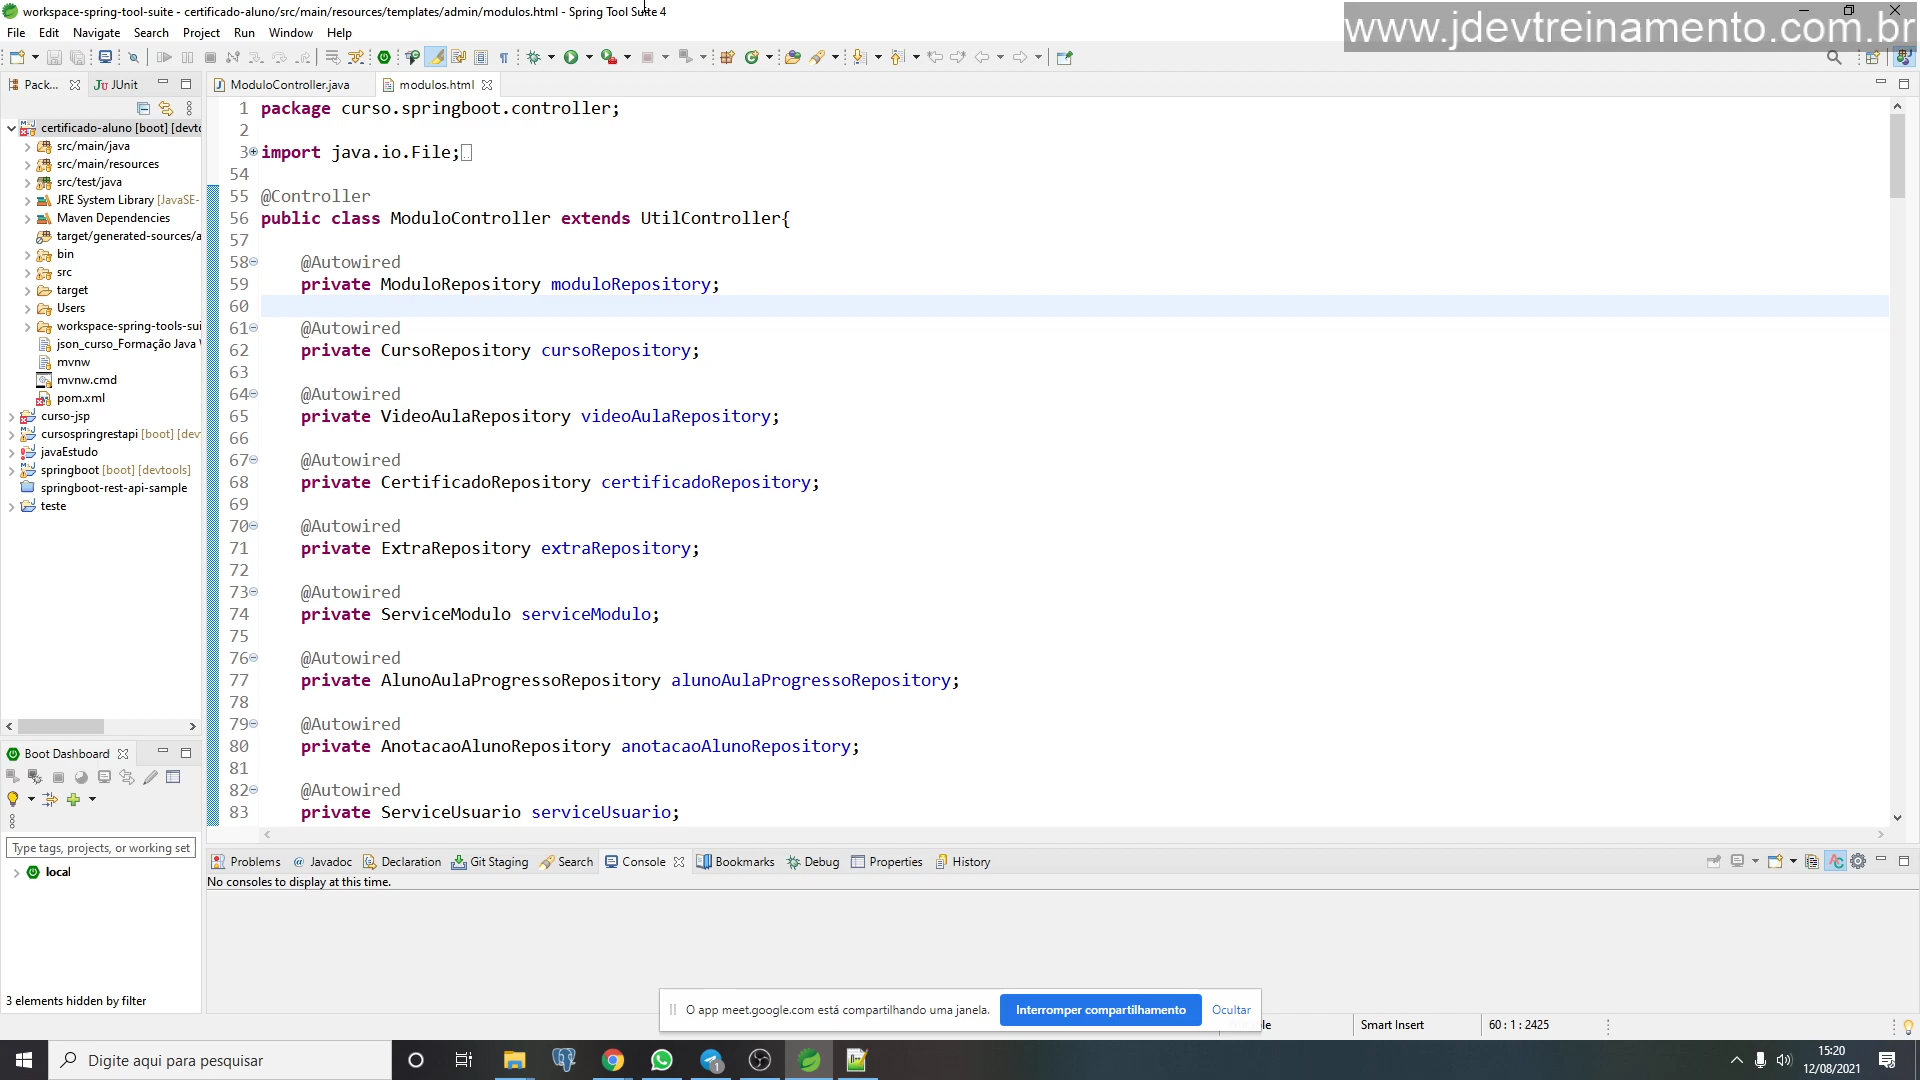 workspace-spring-tool-suite - certificado-aluno/src/main/resources/templates/admin/modulos.html - Spring Tool Suite 4
www.jdevtreinamento.com.br
File Edit Navigate Search Project Run Window Help
Pack... JUnit
ModuloController.java modulos.html
certificado-aluno [boot] [devto
src/main/java
src/main/resources
src/test/java
JRE System Library [JavaSE-
Maven Dependencies
target/generated-sources/a
bin
src
target
Users
workspace-spring-tools-sui
json_curso_Formação Java
mvnw
mvnw.cmd
pom.xml
curso-jsp
cursospringrestapi [boot] [dev
javaEstudo
springboot [boot] [devtools]
springboot-rest-api-sample
teste
1 package curso.springboot.controller;
2
3 import java.io.File;
54
55 @Controller
56 public class ModuloController extends UtilController{
57
58 @Autowired
59 private ModuloRepository moduloRepository;
60
61 @Autowired
62 private CursoRepository cursoRepository;
63
64 @Autowired
65 private VideoAulaRepository videoAulaRepository;
66
67 @Autowired
68 private CertificadoRepository certificadoRepository;
69
70 @Autowired
71 private ExtraRepository extraRepository;
72
73 @Autowired
74 private ServiceModulo serviceModulo;
75
76 @Autowired
77 private AlunoAulaProgressoRepository alunoAulaProgressoRepository;
78
79 @Autowired
80 private AnotacaoAlunoRepository anotacaoAlunoRepository;
81
82 @Autowired
83 private ServiceUsuario serviceUsuario;
Boot Dashboard
Type tags, projects, or working set
local
3 elements hidden by filter
Problems Javadoc Declaration Git Staging Search Console Bookmarks Debug Properties History
No consoles to display at this time.
O app meet.google.com está compartilhando uma janela. Interromper compartilhamento Ocultar
Smart Insert 60 : 1 : 2425
Digite aqui para pesquisar
1
15:20
12/08/2021